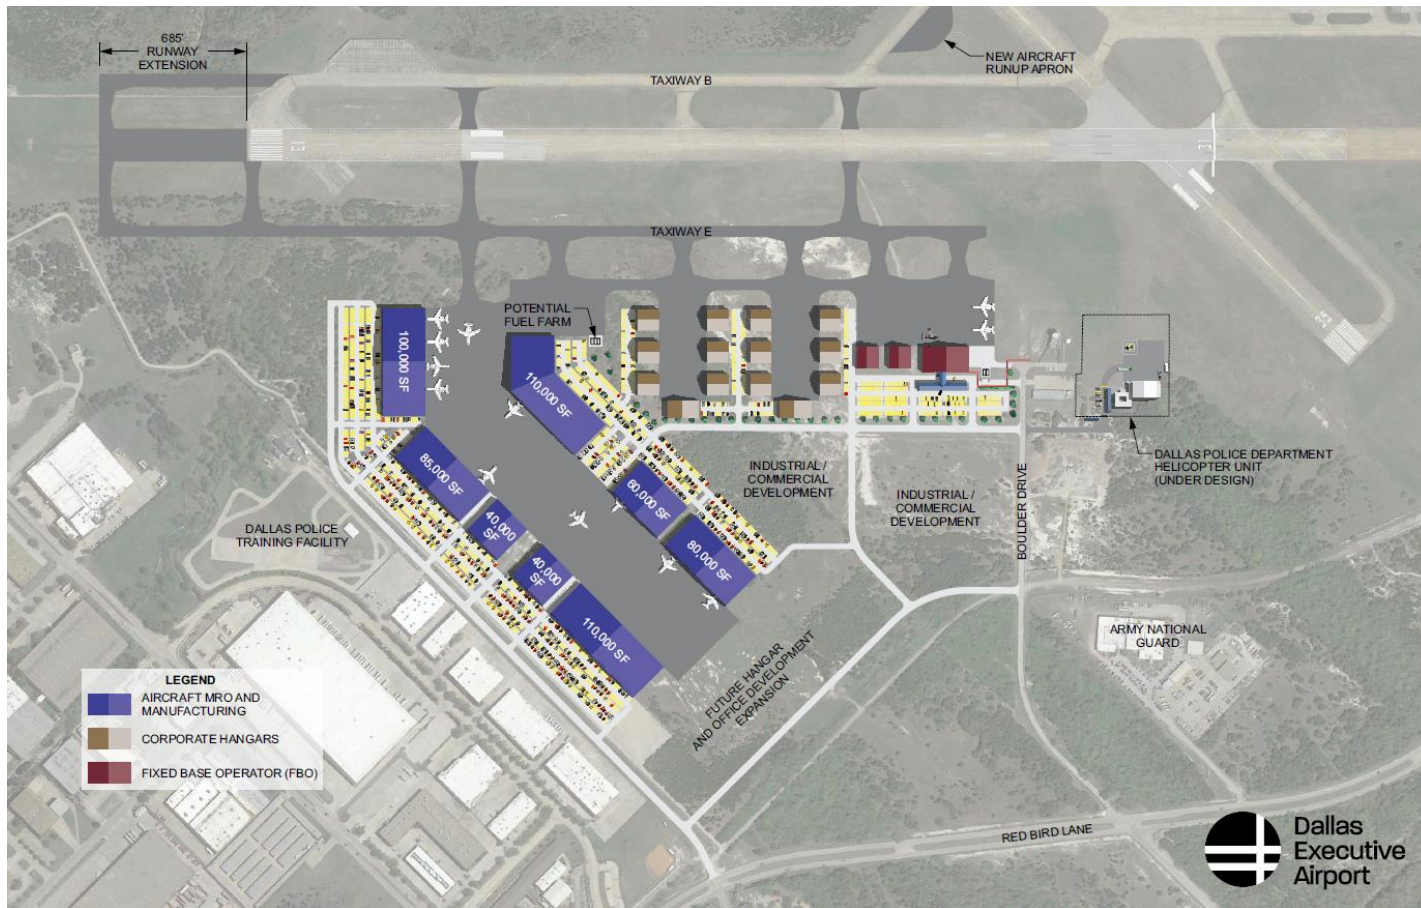 685'
RUNWAY
EXTENSION
NEW AIRCRAFT
RUNUP APRON
TAXIWAY B
13
TAXIWAY E
POTENTIAL
FUEL FARM
100,000 SF
110,000 SF
85,000 SF
60,000 SF
40,000
SF
80,000 SF
40,000
SF
110,000 SF
INDUSTRIAL /
COMMERCIAL
DEVELOPMENT
INDUSTRIAL /
COMMERCIAL
DEVELOPMENT
BOULDER DRIVE
DALLAS POLICE DEPARTMENT
HELICOPTER UNIT
(UNDER DESIGN)
DALLAS POLICE
TRAINING FACILITY
ARMY NATIONAL
GUARD
FUTURE HANGAR
AND OFFICE DEVELOPMENT
EXPANSION
LEGEND
AIRCRAFT MRO AND
MANUFACTURING
CORPORATE HANGARS
FIXED BASE OPERATOR (FBO)
RED BIRD LANE
Dallas
Executive
Airport